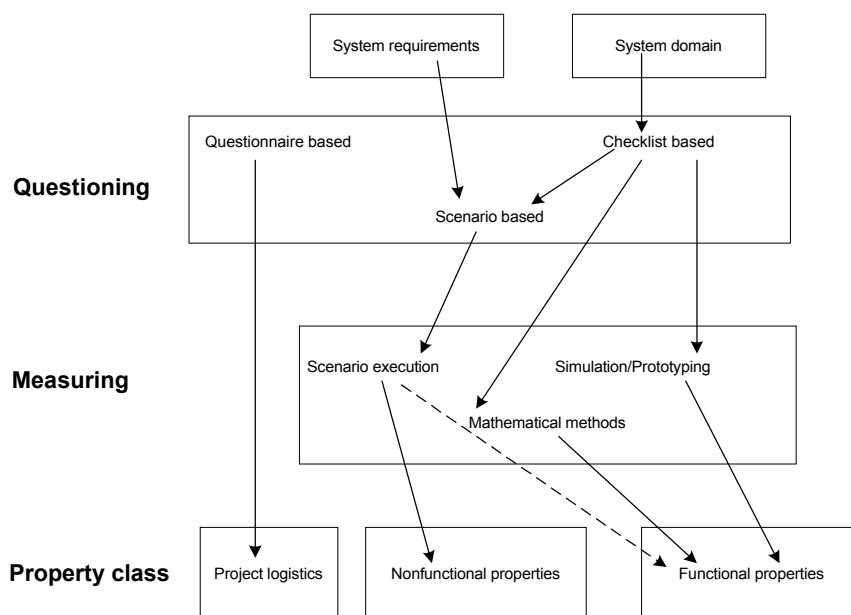 System requirements
System domain
Questionnaire based
Checklist based
Questioning
Scenario based
Scenario execution
Simulation/Prototyping
Measuring
Mathematical methods
Property class
Project logistics
Nonfunctional properties
Functional properties